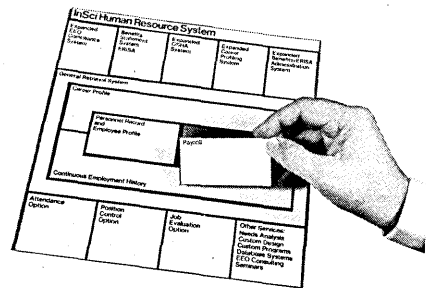 InSci Human Resource System
Expanded
EEO
Compliance
System
Benefits
Statement
System
ERISA
Expanded
OSHA
System
Expanded
Career
Profiling
System
Expanded
Benefits/ERISA
Administration
System
General Retrieval System
Career Profile
Personnel Record
and
Employee Profile
Payroll
Continuous Employment History
Attendance
Option
Position
Control
Option
Job
Evaluation
Option
Other Services:
Needs Analysis
Custom Design
Custom Programs
Database Systems
EEO Consulting
Seminars